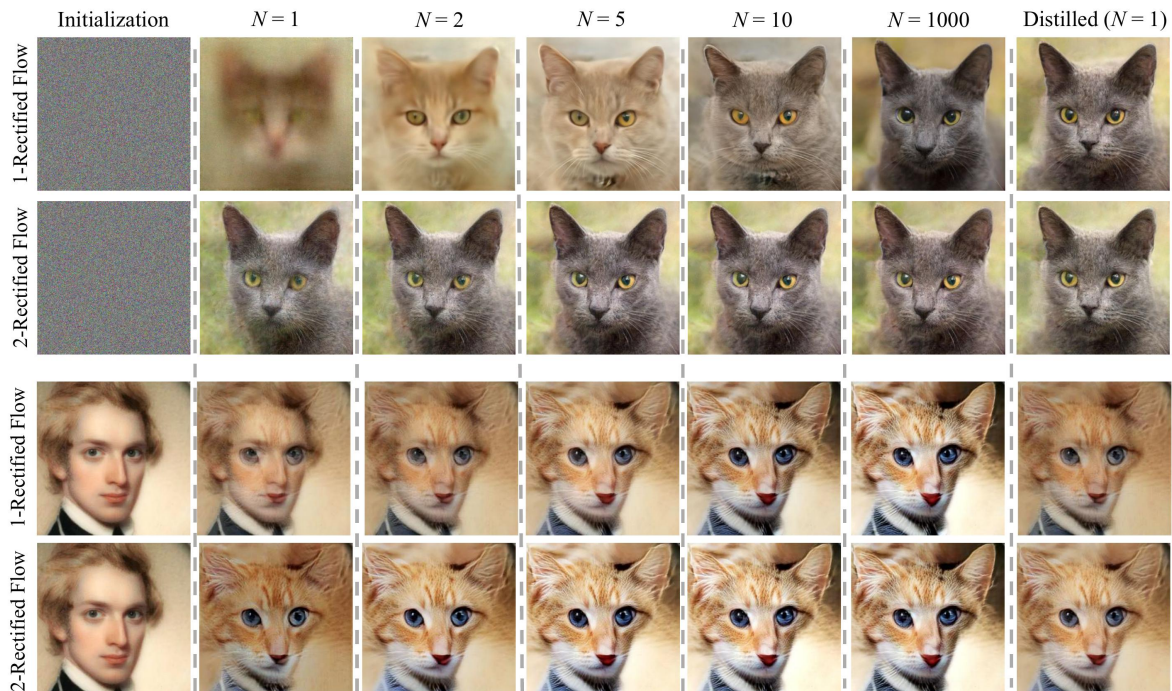 Initialization N = 1 N = 2 N = 5 N = 10 N = 1000 Distilled (N = 1)
1-Rectified Flow
2-Rectified Flow
1-Rectified Flow
2-Rectified Flow